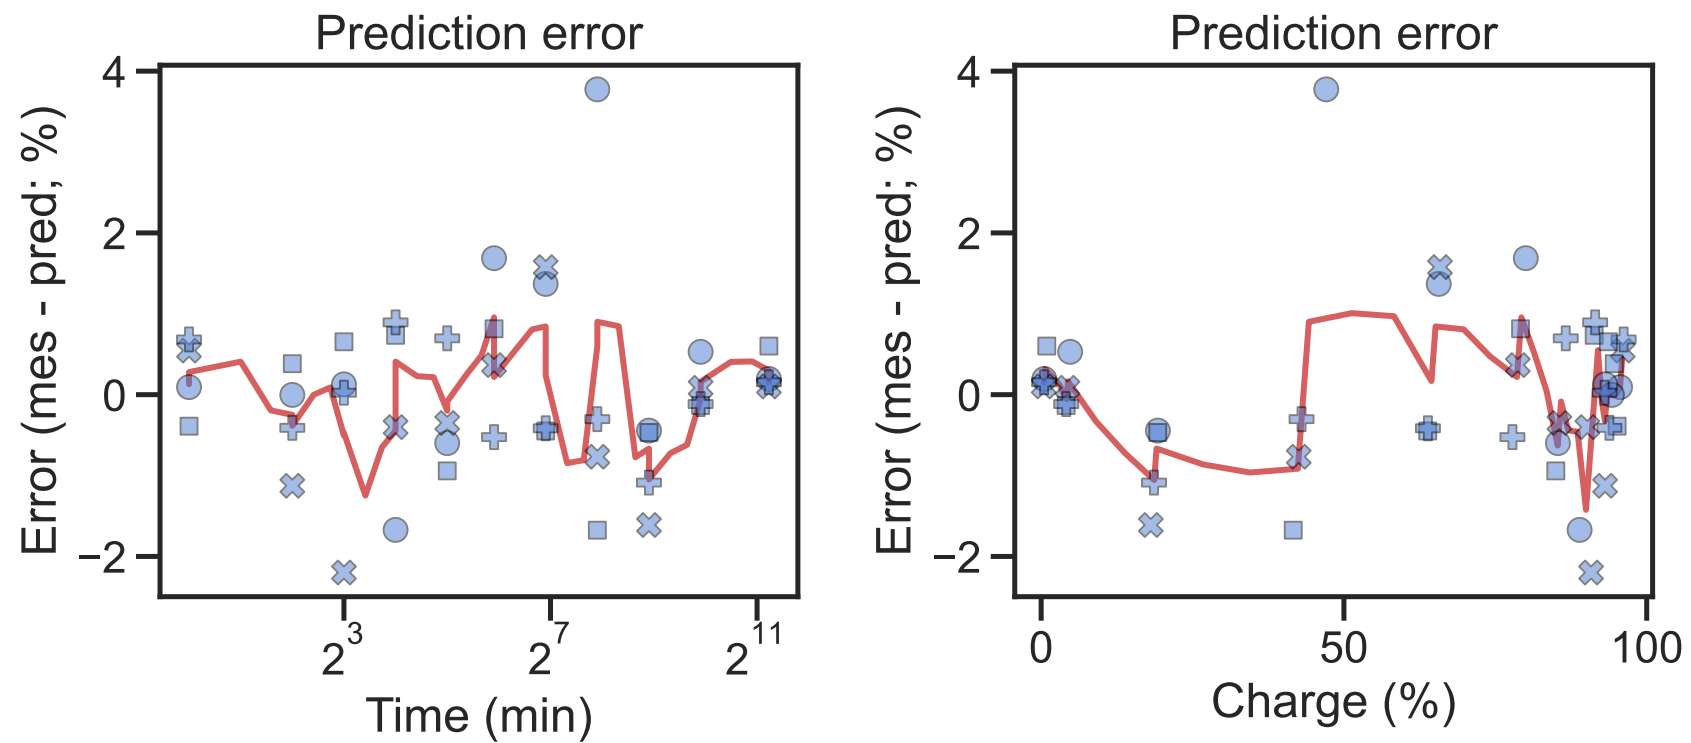 Prediction error
Error (mes - pred; %)
4
2
0
−2
2^3
2^7
2^11
Time (min)
Prediction error
Error (mes - pred; %)
4
2
0
−2
0
50
100
Charge (%)